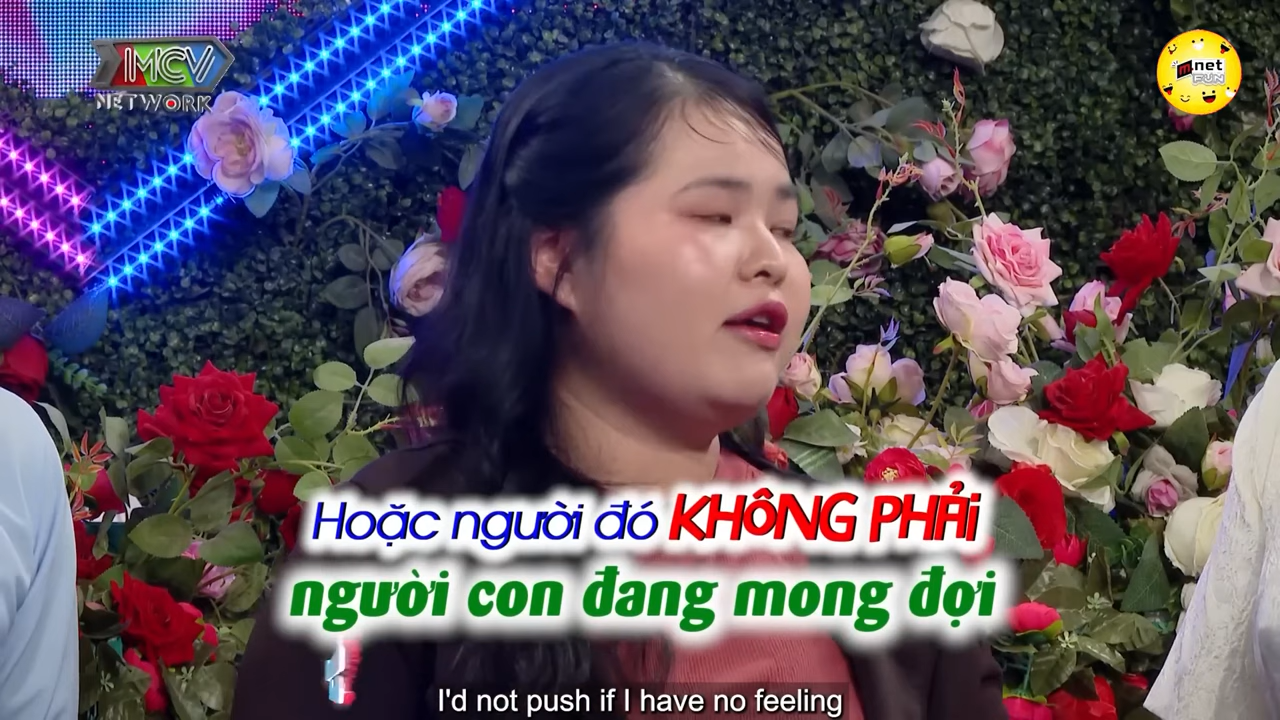 MCV
NETWORK
m.net
FUN
Hoặc người đó KHÔNG PHẢI
người con đang mong đợi
I'd not push if I have no feeling